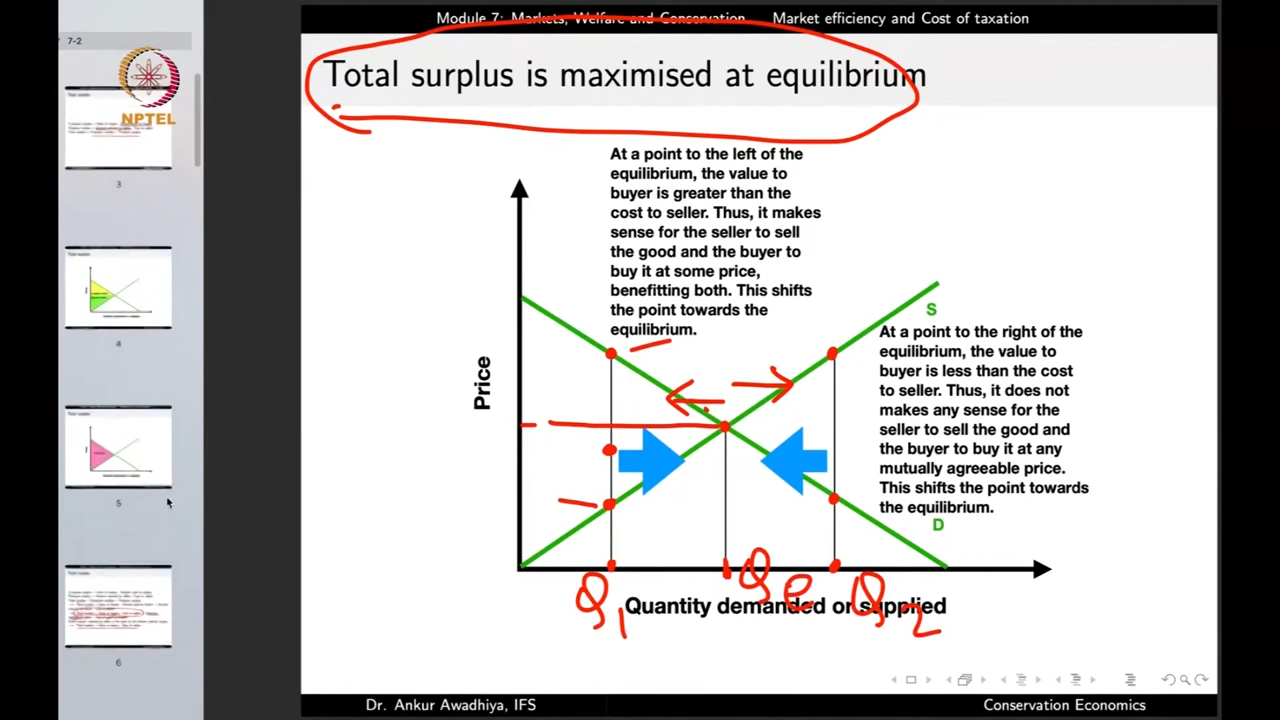 Module 7: Markets, Welfare and Conservation Market efficiency and Cost of taxation
7-2
NPTEL
Total surplus is maximised at equilibrium
At a point to the left of the
equilibrium, the value to
buyer is greater than the
cost to seller. Thus, it makes
sense for the seller to sell
the good and the buyer to
buy it at some price,
benefitting both. This shifts
the point towards the
equilibrium.
S
At a point to the right of the
equilibrium, the value to
buyer is less than the cost
to seller. Thus, it does not
makes any sense for the
seller to sell the good and
the buyer to buy it at any
mutually agreeable price.
This shifts the point towards
the equilibrium.
D
Price
Q1 Qe Q2
Quantity demanded or supplied
3
4
5
6
Dr. Ankur Awadhiya, IFS Conservation Economics